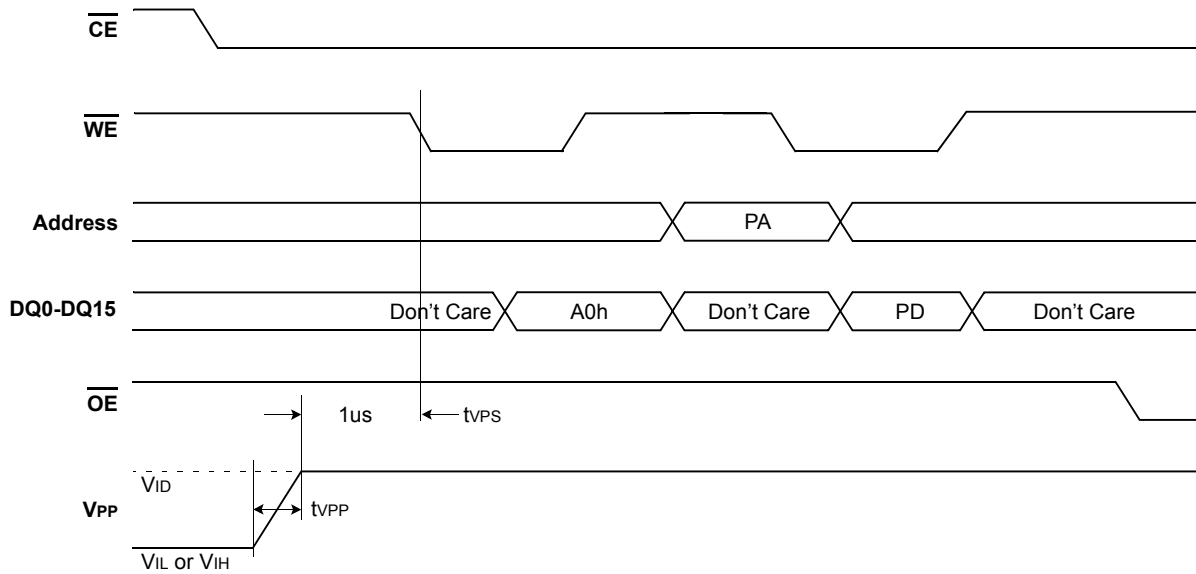 CE
WE
Address PA
DQ0-DQ15 Don't Care A0h Don't Care PD Don't Care
OE
1us tVPS
VID
VPP tVPP
VIL or VIH